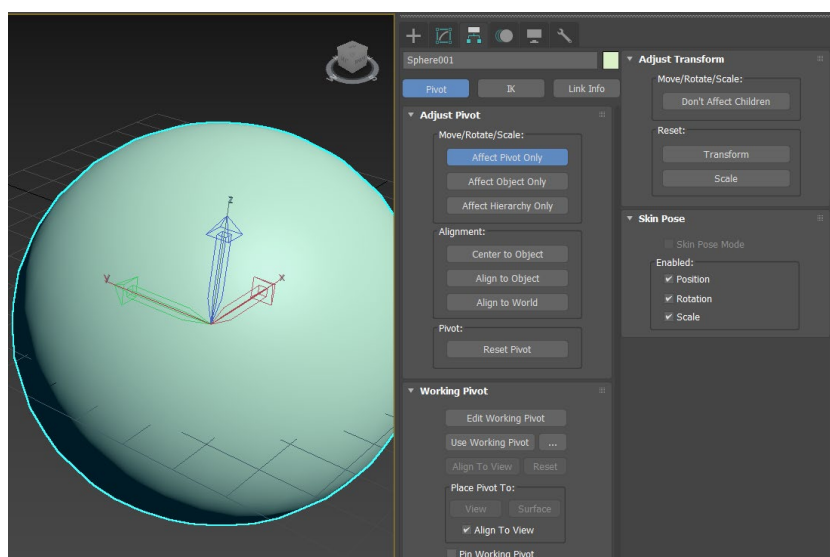 z
y
x
Sphere001
Pivot
IK
Link Info
Adjust Pivot
Move/Rotate/Scale:
Affect Pivot Only
Affect Object Only
Affect Hierarchy Only
Alignment:
Center to Object
Align to Object
Align to World
Pivot:
Reset Pivot
Working Pivot
Edit Working Pivot
Use Working Pivot ...
Align To View Reset
Place Pivot To:
View Surface
Align To View
Pin Working Pivot
Adjust Transform
Move/Rotate/Scale:
Don't Affect Children
Reset:
Transform
Scale
Skin Pose
Skin Pose Mode
Enabled:
Position
Rotation
Scale